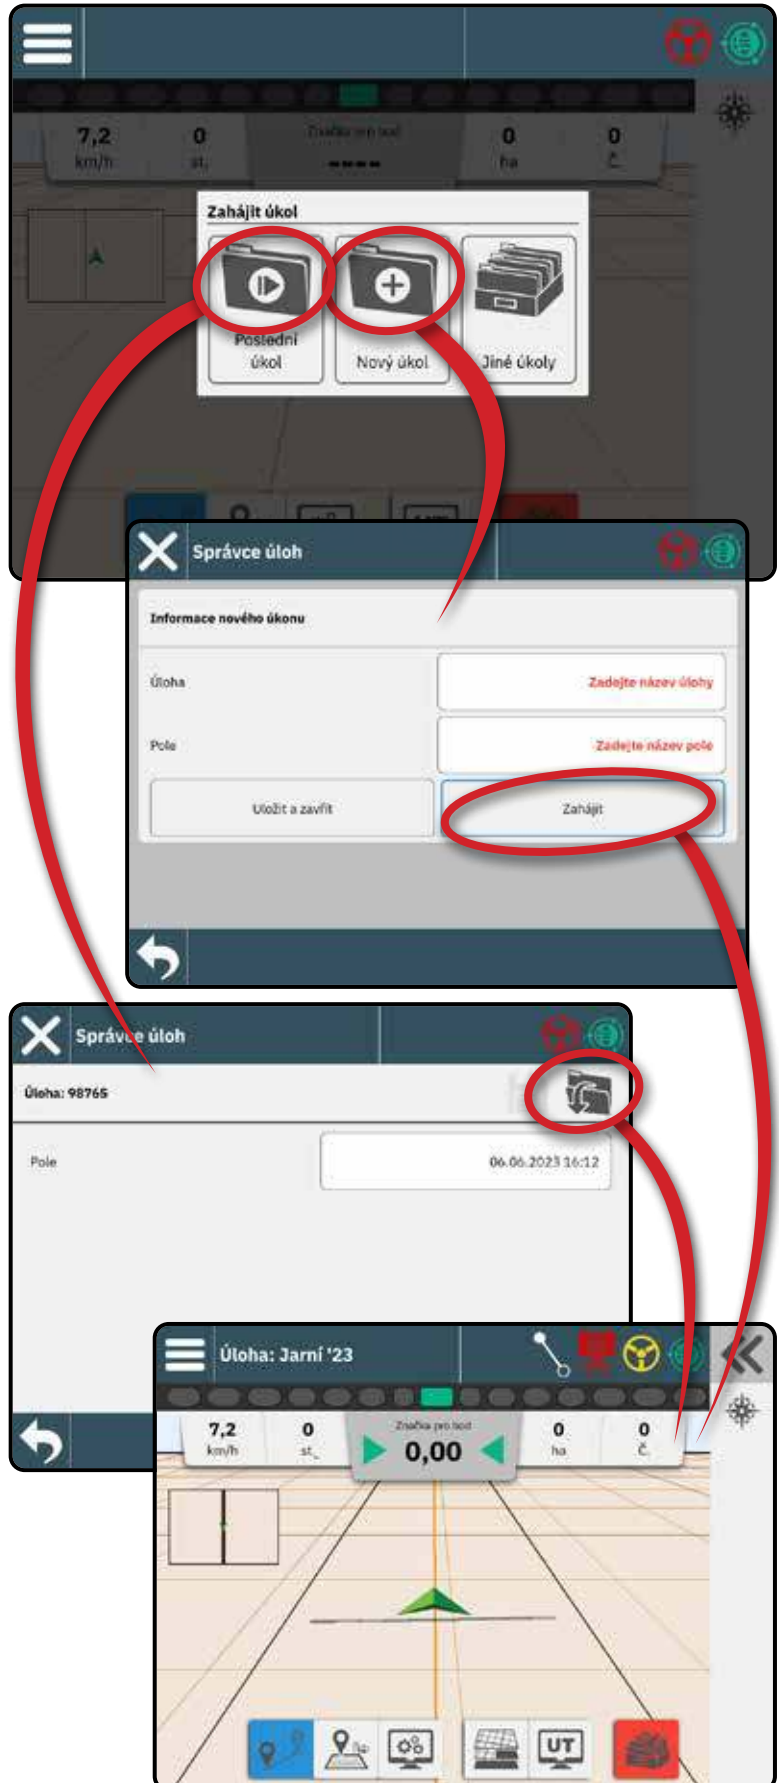 7,2
km/h
0
st.
Značka pro bod
----
0
ha
0
č.
Zahájit úkol
Poslední
úkol
Nový úkol
Jiné úkoly
Správce úloh
Informace nového úkonu
Úloha
Zadejte název úlohy
Pole
Zadejte název pole
Uložit a zavřít
Zahájit
Správce úloh
Úloha: 98765
Pole
06.06.2023 16:12
Úloha: Jarní '23
7,2
km/h
0
st.
Značka pro bod
0,00
0
ha
0
č.
UT